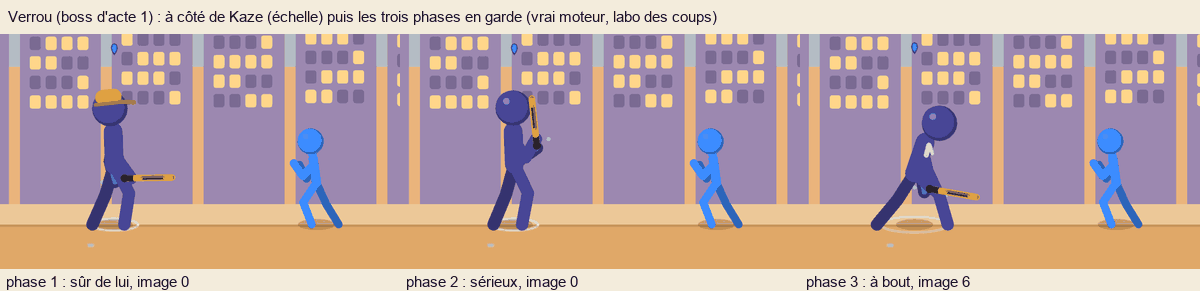 Verrou (boss d'acte 1) : à côté de Kaze (échelle) puis les trois phases en garde (vrai moteur, labo des coups)
phase 1 : sûr de lui, image 0
phase 2 : sérieux, image 0
phase 3 : à bout, image 6